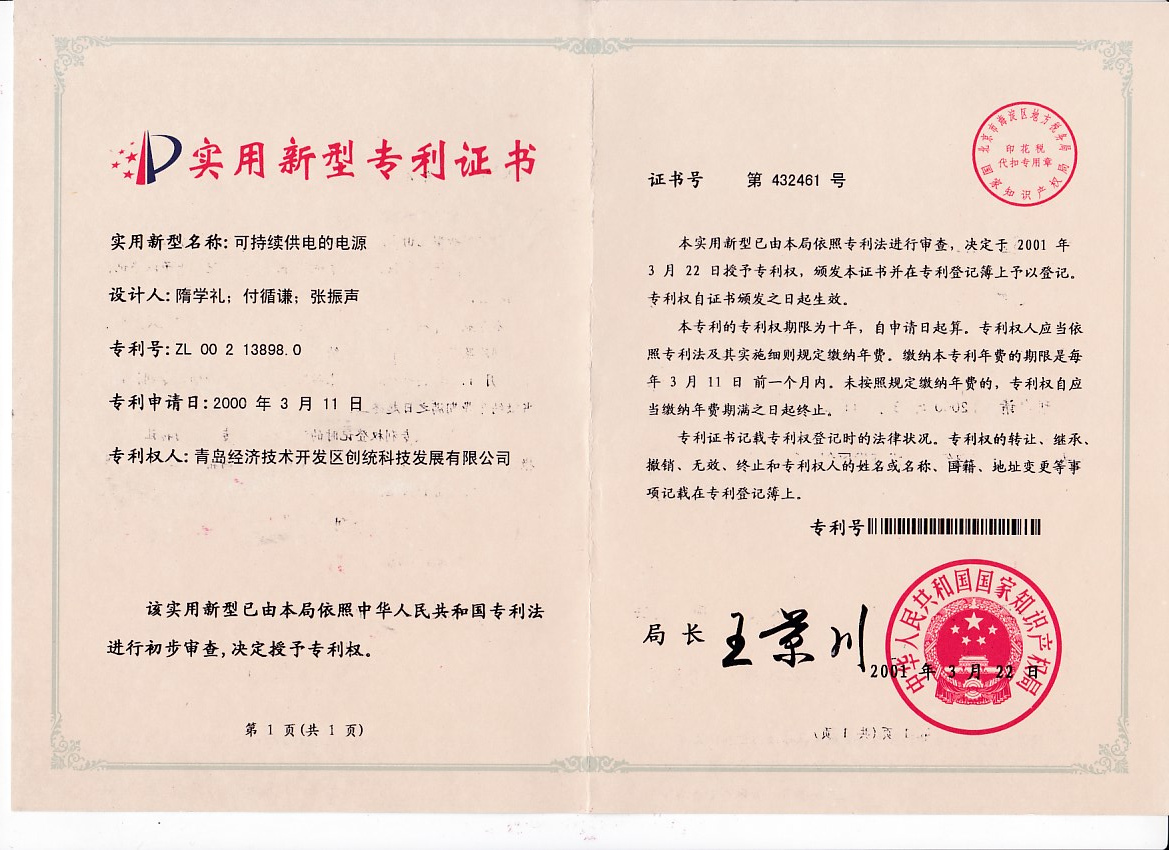 实用新型专利证书
实用新型名称: 可持续供电的电源
设计人: 隋学礼; 付循谦; 张振声
专利号: ZL 00 2 13898.0
专利申请日: 2000 年 3 月 11 日
专利权人: 青岛经济技术开发区创统科技发展有限公司
该实用新型已由本局依照中华人民共和国专利法
进行初步审查,决定授予专利权。
第 1 页(共 1 页)
北京市海淀区地方税务局
印花税
代扣专用章
国家知识产权局
证书号 第 432461 号
本实用新型已由本局依照专利法进行审查, 决定于 2001 年
3 月 22 日授予专利权, 颁发本证书并在专利登记簿上予以登记。
专利权自证书颁发之日起生效。
本专利的专利权期限为十年, 自申请日起算。专利权人应当依
照专利法及其实施细则规定缴纳年费。缴纳本专利年费的期限是每
年 3 月 11 日 前一个月内。未按照规定缴纳年费的, 专利权自应
当缴纳年费期满之日起终止。
专利证书记载专利权登记时的法律状况。专利权的转让、继承、
撤销、无效、终止和专利权人的姓名或名称、国籍、地址变更等事
项记载在专利登记簿上。
专利号
局 长 王景川
中华人民共和国国家知识产权局
2001 年 3 月 22 日